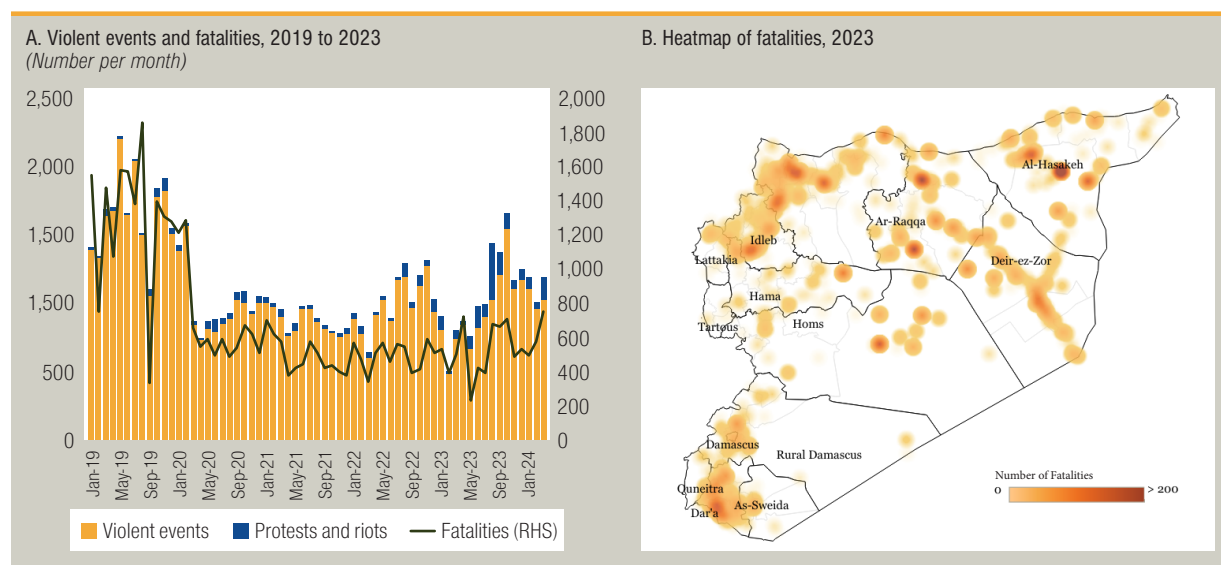 A. Violent events and fatalities, 2019 to 2023
(Number per month)
2,500
2,000
1,500
1,500
500
0
2,000
1,800
1,600
1,400
1,200
1,000
800
600
400
200
0
Jan-19
May-19
Sep-19
Jan-20
May-20
Sep-20
Jan-21
May-21
Sep-21
Jan-22
May-22
Sep-22
Jan-23
May-23
Sep-23
Jan-24
Violent events
Protests and riots
Fatalities (RHS)
B. Heatmap of fatalities, 2023
Al-Hasakeh
Ar-Raqqa
Idleb
Lattakia
Deir-ez-Zor
Hama
Tartous
Homs
Damascus
Rural Damascus
Quneitra
As-Sweida
Dar'a
Number of Fatalities
0
> 200